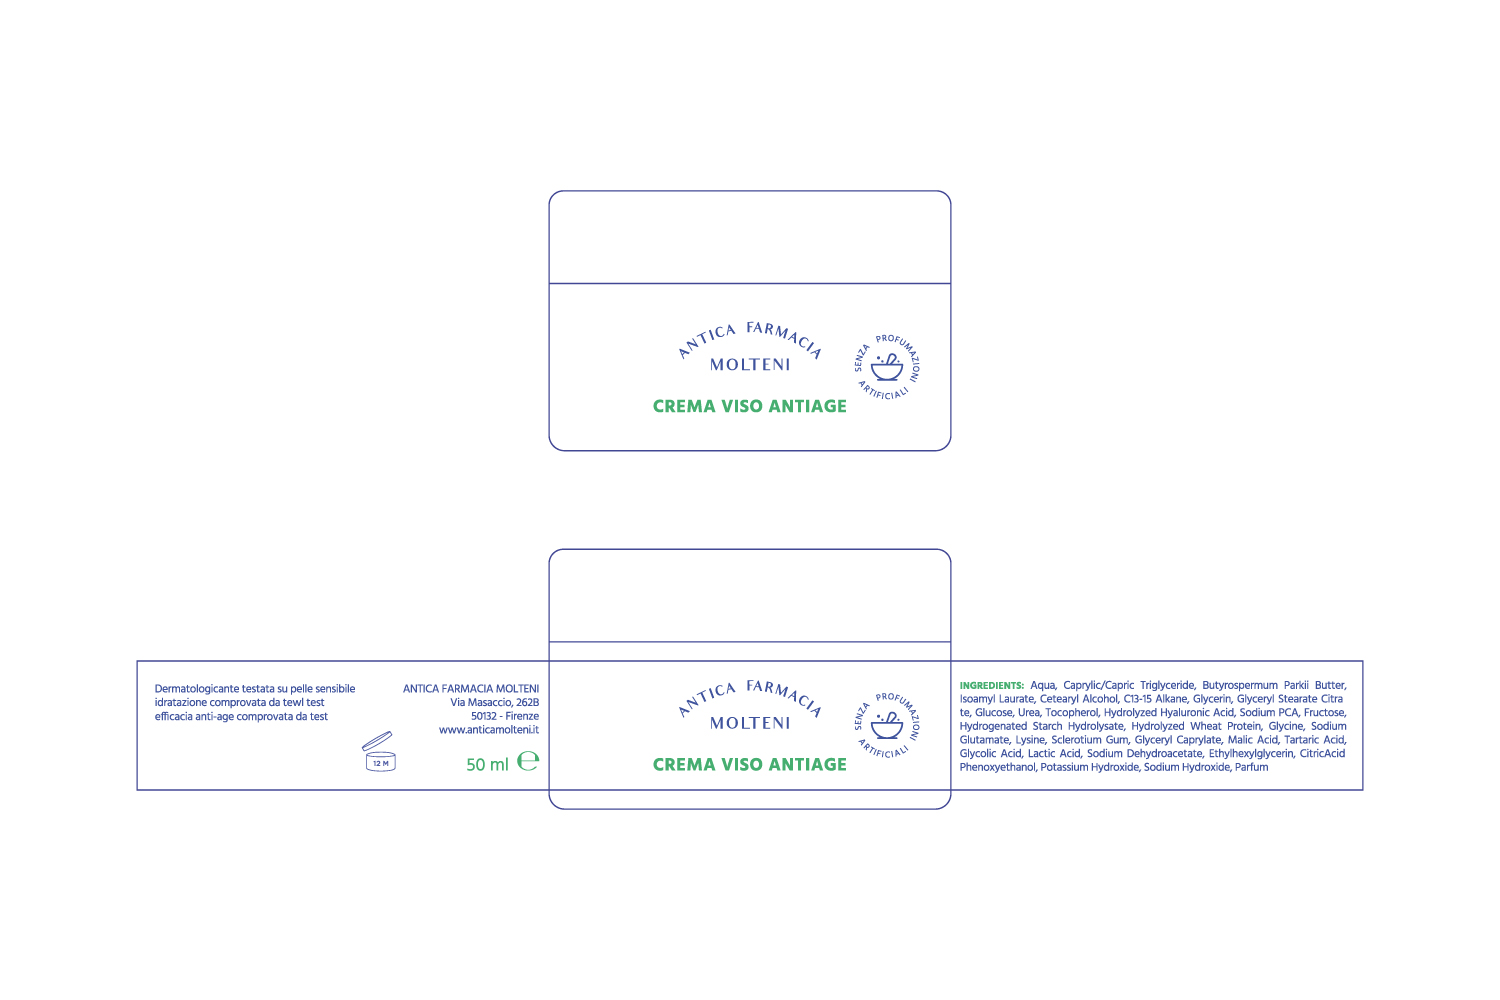 ANTICA FARMACIA
MOLTENI
CREMA VISO ANTIAGE
SENZA PROFUMAZIONI ARTIFICIALI
Dermatologicante testata su pelle sensibile
idratazione comprovata da tewl test
efficacia anti-age comprovata da test
12 M
ANTICA FARMACIA MOLTENI
Via Masaccio, 262B
50132 - Firenze
www.anticamolteni.it
50 ml ℮
ANTICA FARMACIA
MOLTENI
CREMA VISO ANTIAGE
SENZA PROFUMAZIONI ARTIFICIALI
INGREDIENTS: Aqua, Caprylic/Capric Triglyceride, Butyrospermum Parkii Butter,
Isoamyl Laurate, Cetearyl Alcohol, C13-15 Alkane, Glycerin, Glyceryl Stearate Citra
te, Glucose, Urea, Tocopherol, Hydrolyzed Hyaluronic Acid, Sodium PCA, Fructose,
Hydrogenated Starch Hydrolysate, Hydrolyzed Wheat Protein, Glycine, Sodium
Glutamate, Lysine, Sclerotium Gum, Glyceryl Caprylate, Malic Acid, Tartaric Acid,
Glycolic Acid, Lactic Acid, Sodium Dehydroacetate, Ethylhexylglycerin, CitricAcid
Phenoxyethanol, Potassium Hydroxide, Sodium Hydroxide, Parfum